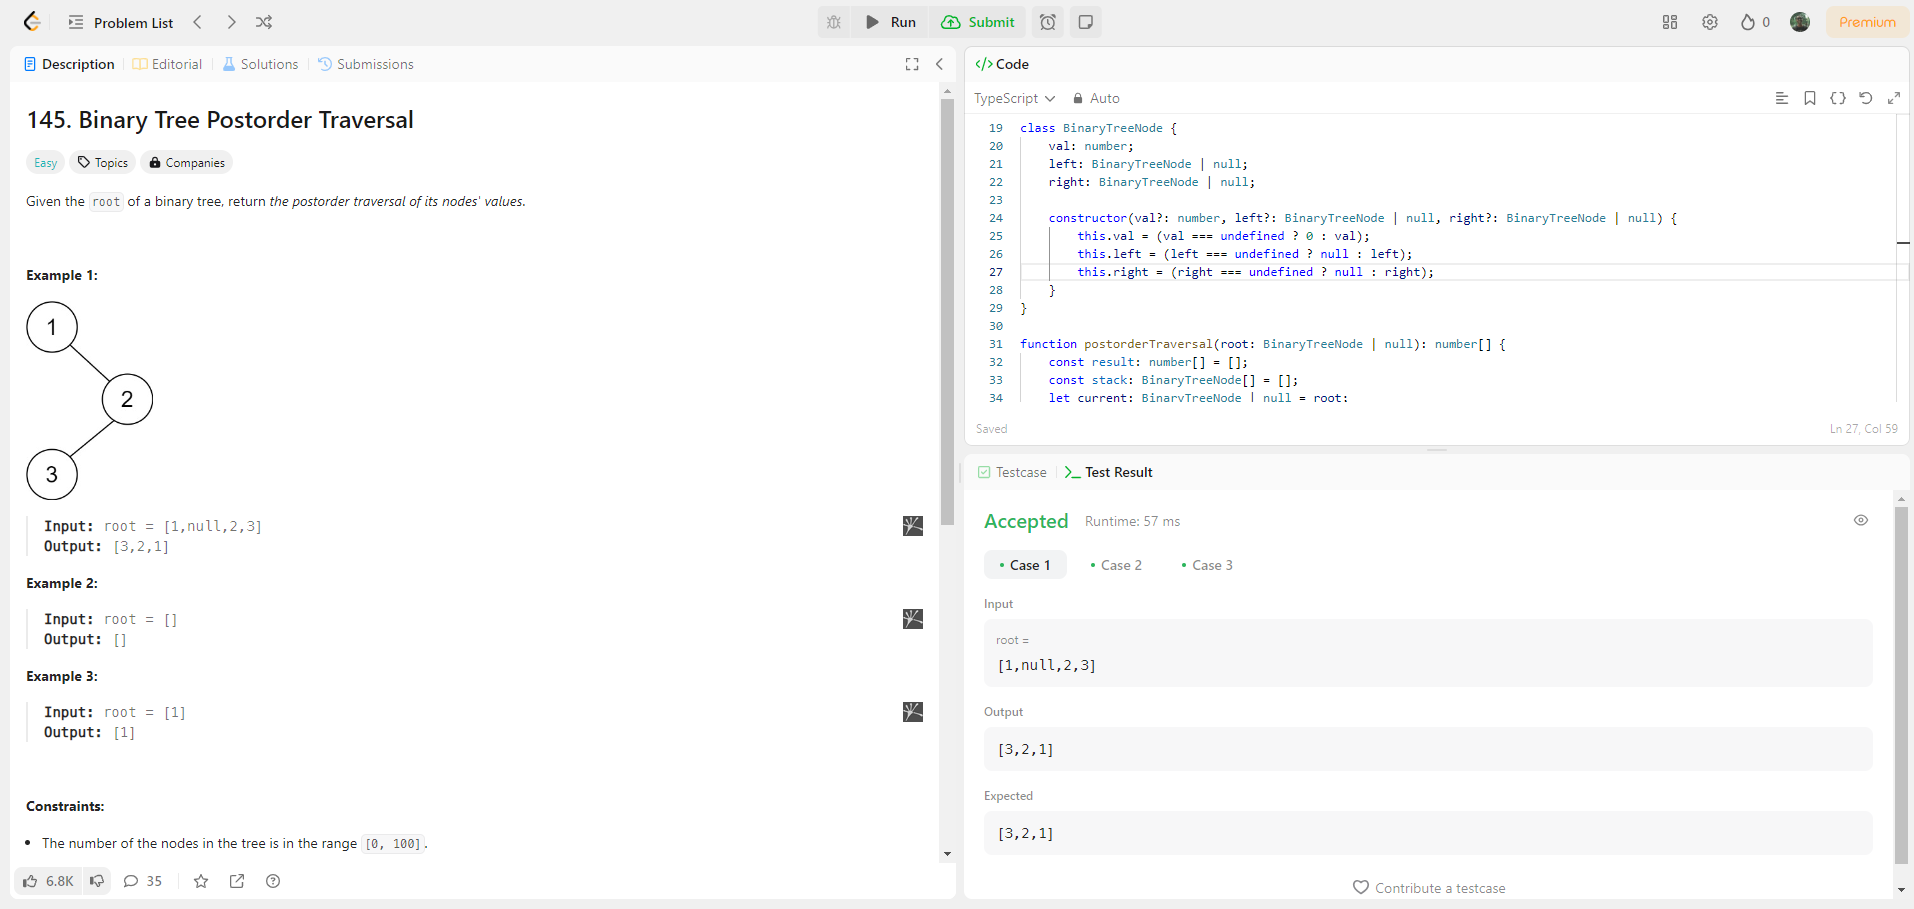 Problem List
Run
Submit
0
Premium
Description
Editorial
Solutions
Submissions
145. Binary Tree Postorder Traversal
Easy
Topics
Companies
Given the root of a binary tree, return the postorder traversal of its nodes' values.
Example 1:
1
2
3
Input: root = [1,null,2,3]
Output: [3,2,1]
Example 2:
Input: root = []
Output: []
Example 3:
Input: root = [1]
Output: [1]
Constraints:
• The number of the nodes in the tree is in the range [0, 100].
6.8K
35
</> Code
TypeScript
Auto
19 class BinaryTreeNode {
20 val: number;
21 left: BinaryTreeNode | null;
22 right: BinaryTreeNode | null;
23
24 constructor(val?: number, left?: BinaryTreeNode | null, right?: BinaryTreeNode | null) {
25 this.val = (val === undefined ? 0 : val);
26 this.left = (left === undefined ? null : left);
27 this.right = (right === undefined ? null : right);
28 }
29 }
30
31 function postorderTraversal(root: BinaryTreeNode | null): number[] {
32 const result: number[] = [];
33 const stack: BinaryTreeNode[] = [];
34 let current: BinaryTreeNode | null = root;
Saved
Ln 27, Col 59
Testcase
Test Result
Accepted
Runtime: 57 ms
• Case 1
• Case 2
• Case 3
Input
root =
[1,null,2,3]
Output
[3,2,1]
Expected
[3,2,1]
Contribute a testcase